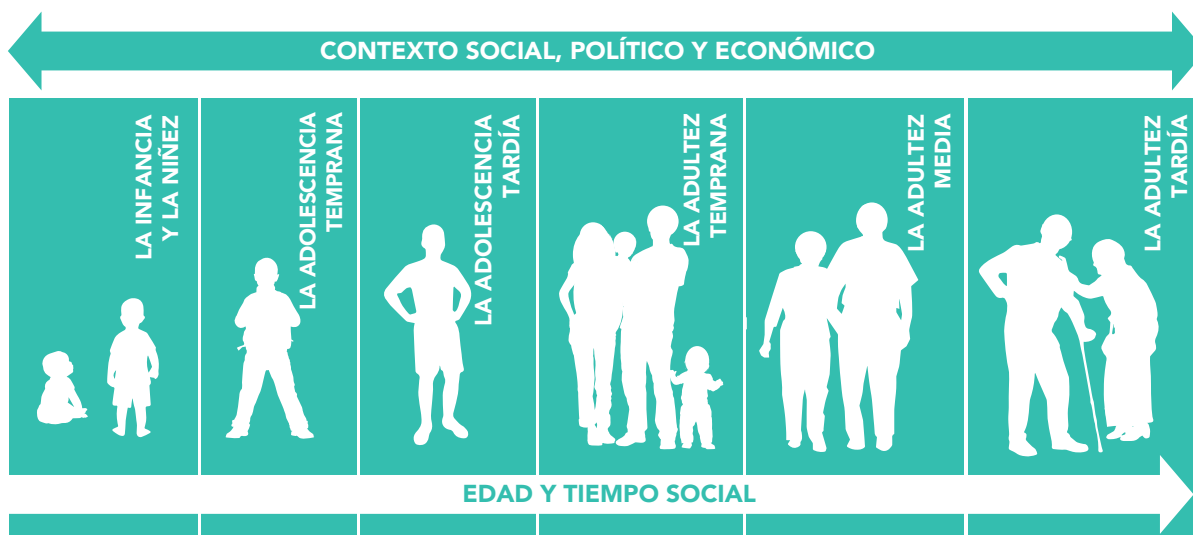 CONTEXTO SOCIAL, POLÍTICO Y ECONÓMICO
LA INFANCIA
Y LA NIÑEZ
LA ADOLESCENCIA
TEMPRANA
LA ADOLESCENCIA
TARDÍA
LA ADULTEZ
TEMPRANA
LA ADULTEZ
MEDIA
LA ADULTEZ
TARDÍA
EDAD Y TIEMPO SOCIAL